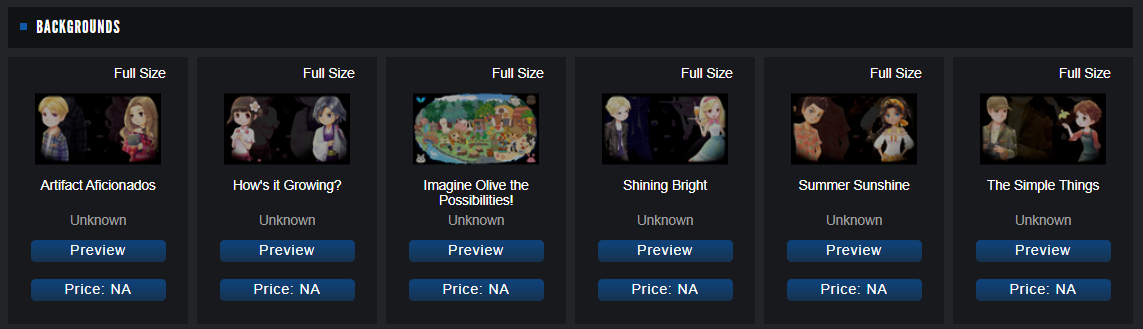 BACKGROUNDS
Full Size
Artifact Aficionados
Unknown
Preview
Price: NA
Full Size
How's it Growing?
Unknown
Preview
Price: NA
Full Size
Imagine Olive the
Possibilities!
Unknown
Preview
Price: NA
Full Size
Shining Bright
Unknown
Preview
Price: NA
Full Size
Summer Sunshine
Unknown
Preview
Price: NA
Full Size
The Simple Things
Unknown
Preview
Price: NA